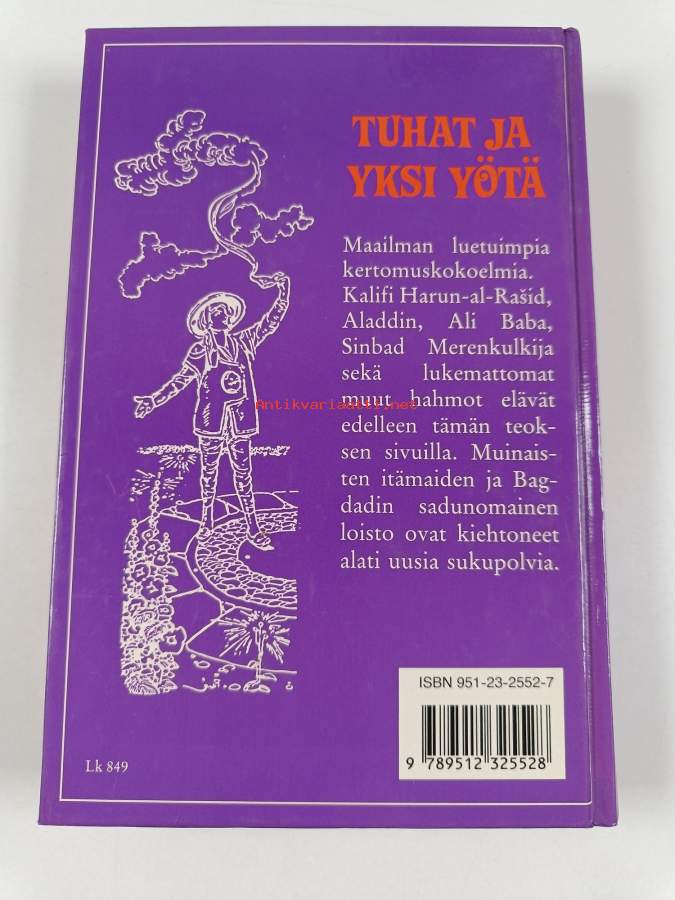 TUHAT JA
YKSI YÖTÄ
Maailman luetuimpia
kertomuskokoelmia.
Kalifi Harun-al-Rašid,
Aladdin, Ali Baba,
Sinbad Merenkulkija
sekä lukemattomat
muut hahmot elävät
edelleen tämän teok-
sen sivuilla. Muinais-
ten itämaiden ja Bag-
dadin sadunomainen
loisto ovat kiehtoneet
alati uusia sukupolvia.
Antikvariaatti.net
ISBN 951-23-2552-7
9 789512 325528
Lk 849